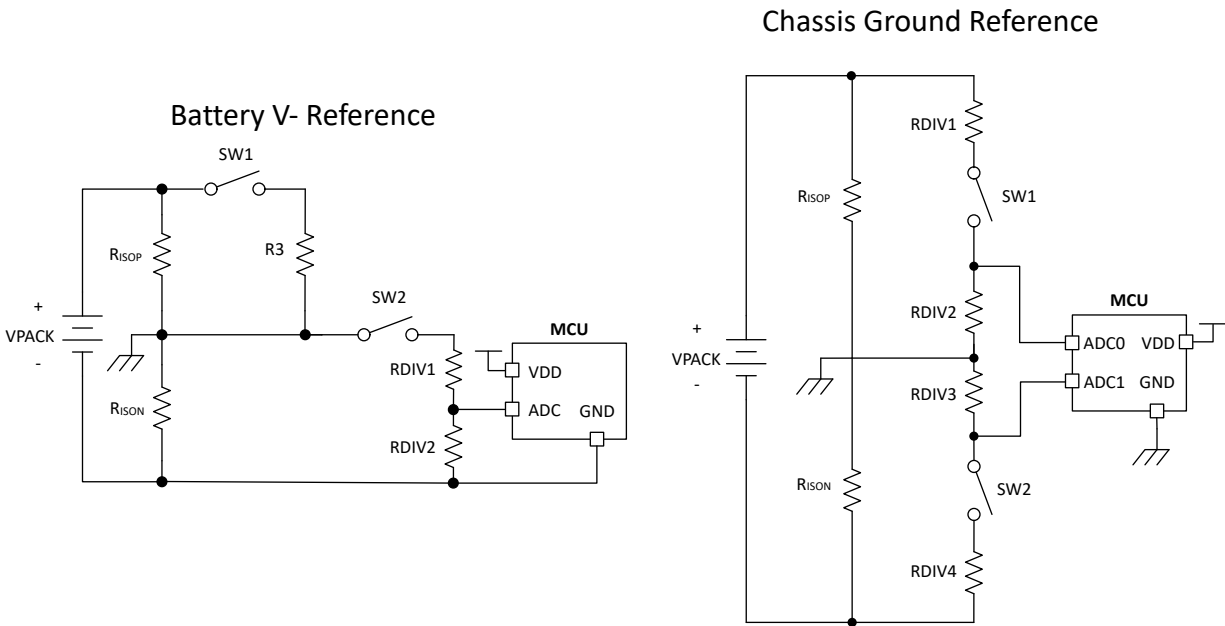 Chassis Ground Reference
Battery V- Reference
SW1
RISOP
R3
SW2
+
VPACK
-
RISON
RDIV1
RDIV2
MCU
VDD
ADC
GND
RDIV1
SW1
RISOP
RDIV2
+
VPACK
-
RDIV3
RISON
SW2
RDIV4
MCU
ADC0
VDD
ADC1
GND